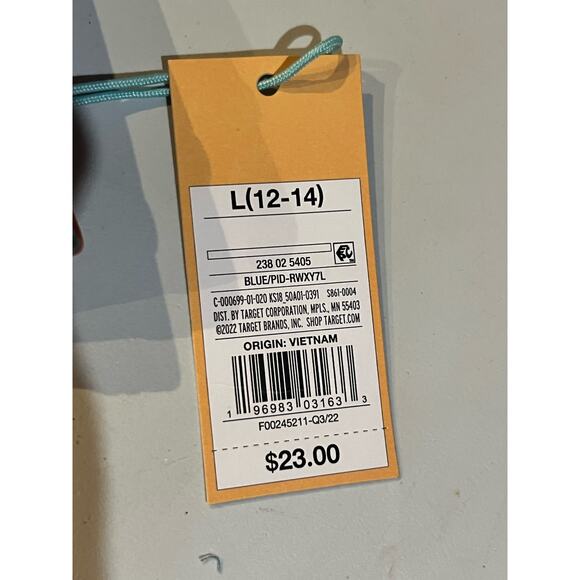 L(12-14)
238 02 5405
BLUE/PID-RWXY7L
C-000699-01-020 KS18_50A01-0391 S861-0004
DIST. BY TARGET CORPORATION, MPLS., MN 55403
©2022 TARGET BRANDS, INC. SHOP TARGET.COM
ORIGIN: VIETNAM
1 96983 03163 3
F00245211-Q3/22
$23.00